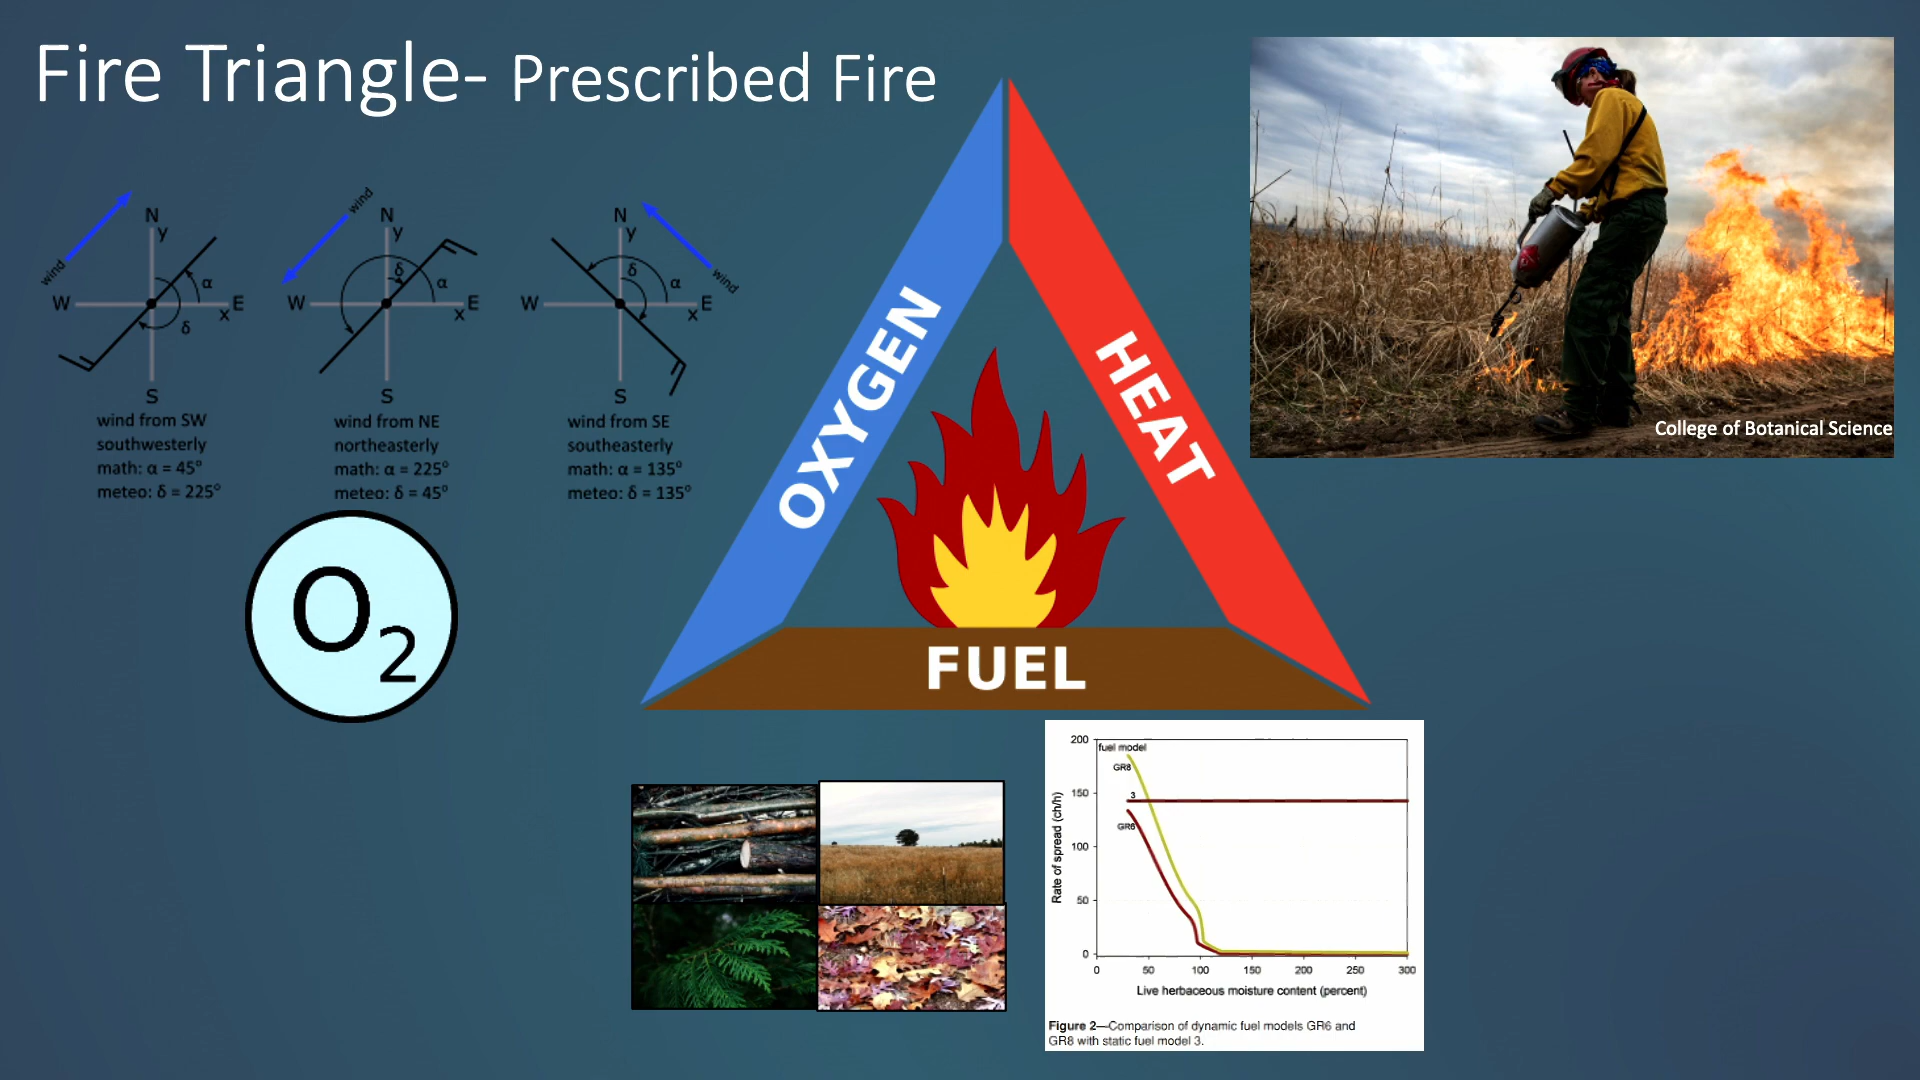 Fire Triangle- Prescribed Fire
wind
N
y
α
W
E
x
δ
S
wind from SW
southwesterly
math: α = 45°
meteo: δ = 225°
wind
N
y
δ
α
W
E
x
S
wind from NE
northeasterly
math: α = 225°
meteo: δ = 45°
wind
N
y
δ
α
W
E
x
S
wind from SE
southeasterly
math: α = 135°
meteo: δ = 135°
O2
OXYGEN
HEAT
FUEL
College of Botanical Science
200
fuel model
GR8
150
3
GR6
100
50
0
Rate of spread (ch/h)
0 50 100 150 200 250 300
Live herbaceous moisture content (percent)
Figure 2—Comparison of dynamic fuel models GR6 and
GR8 with static fuel model 3.